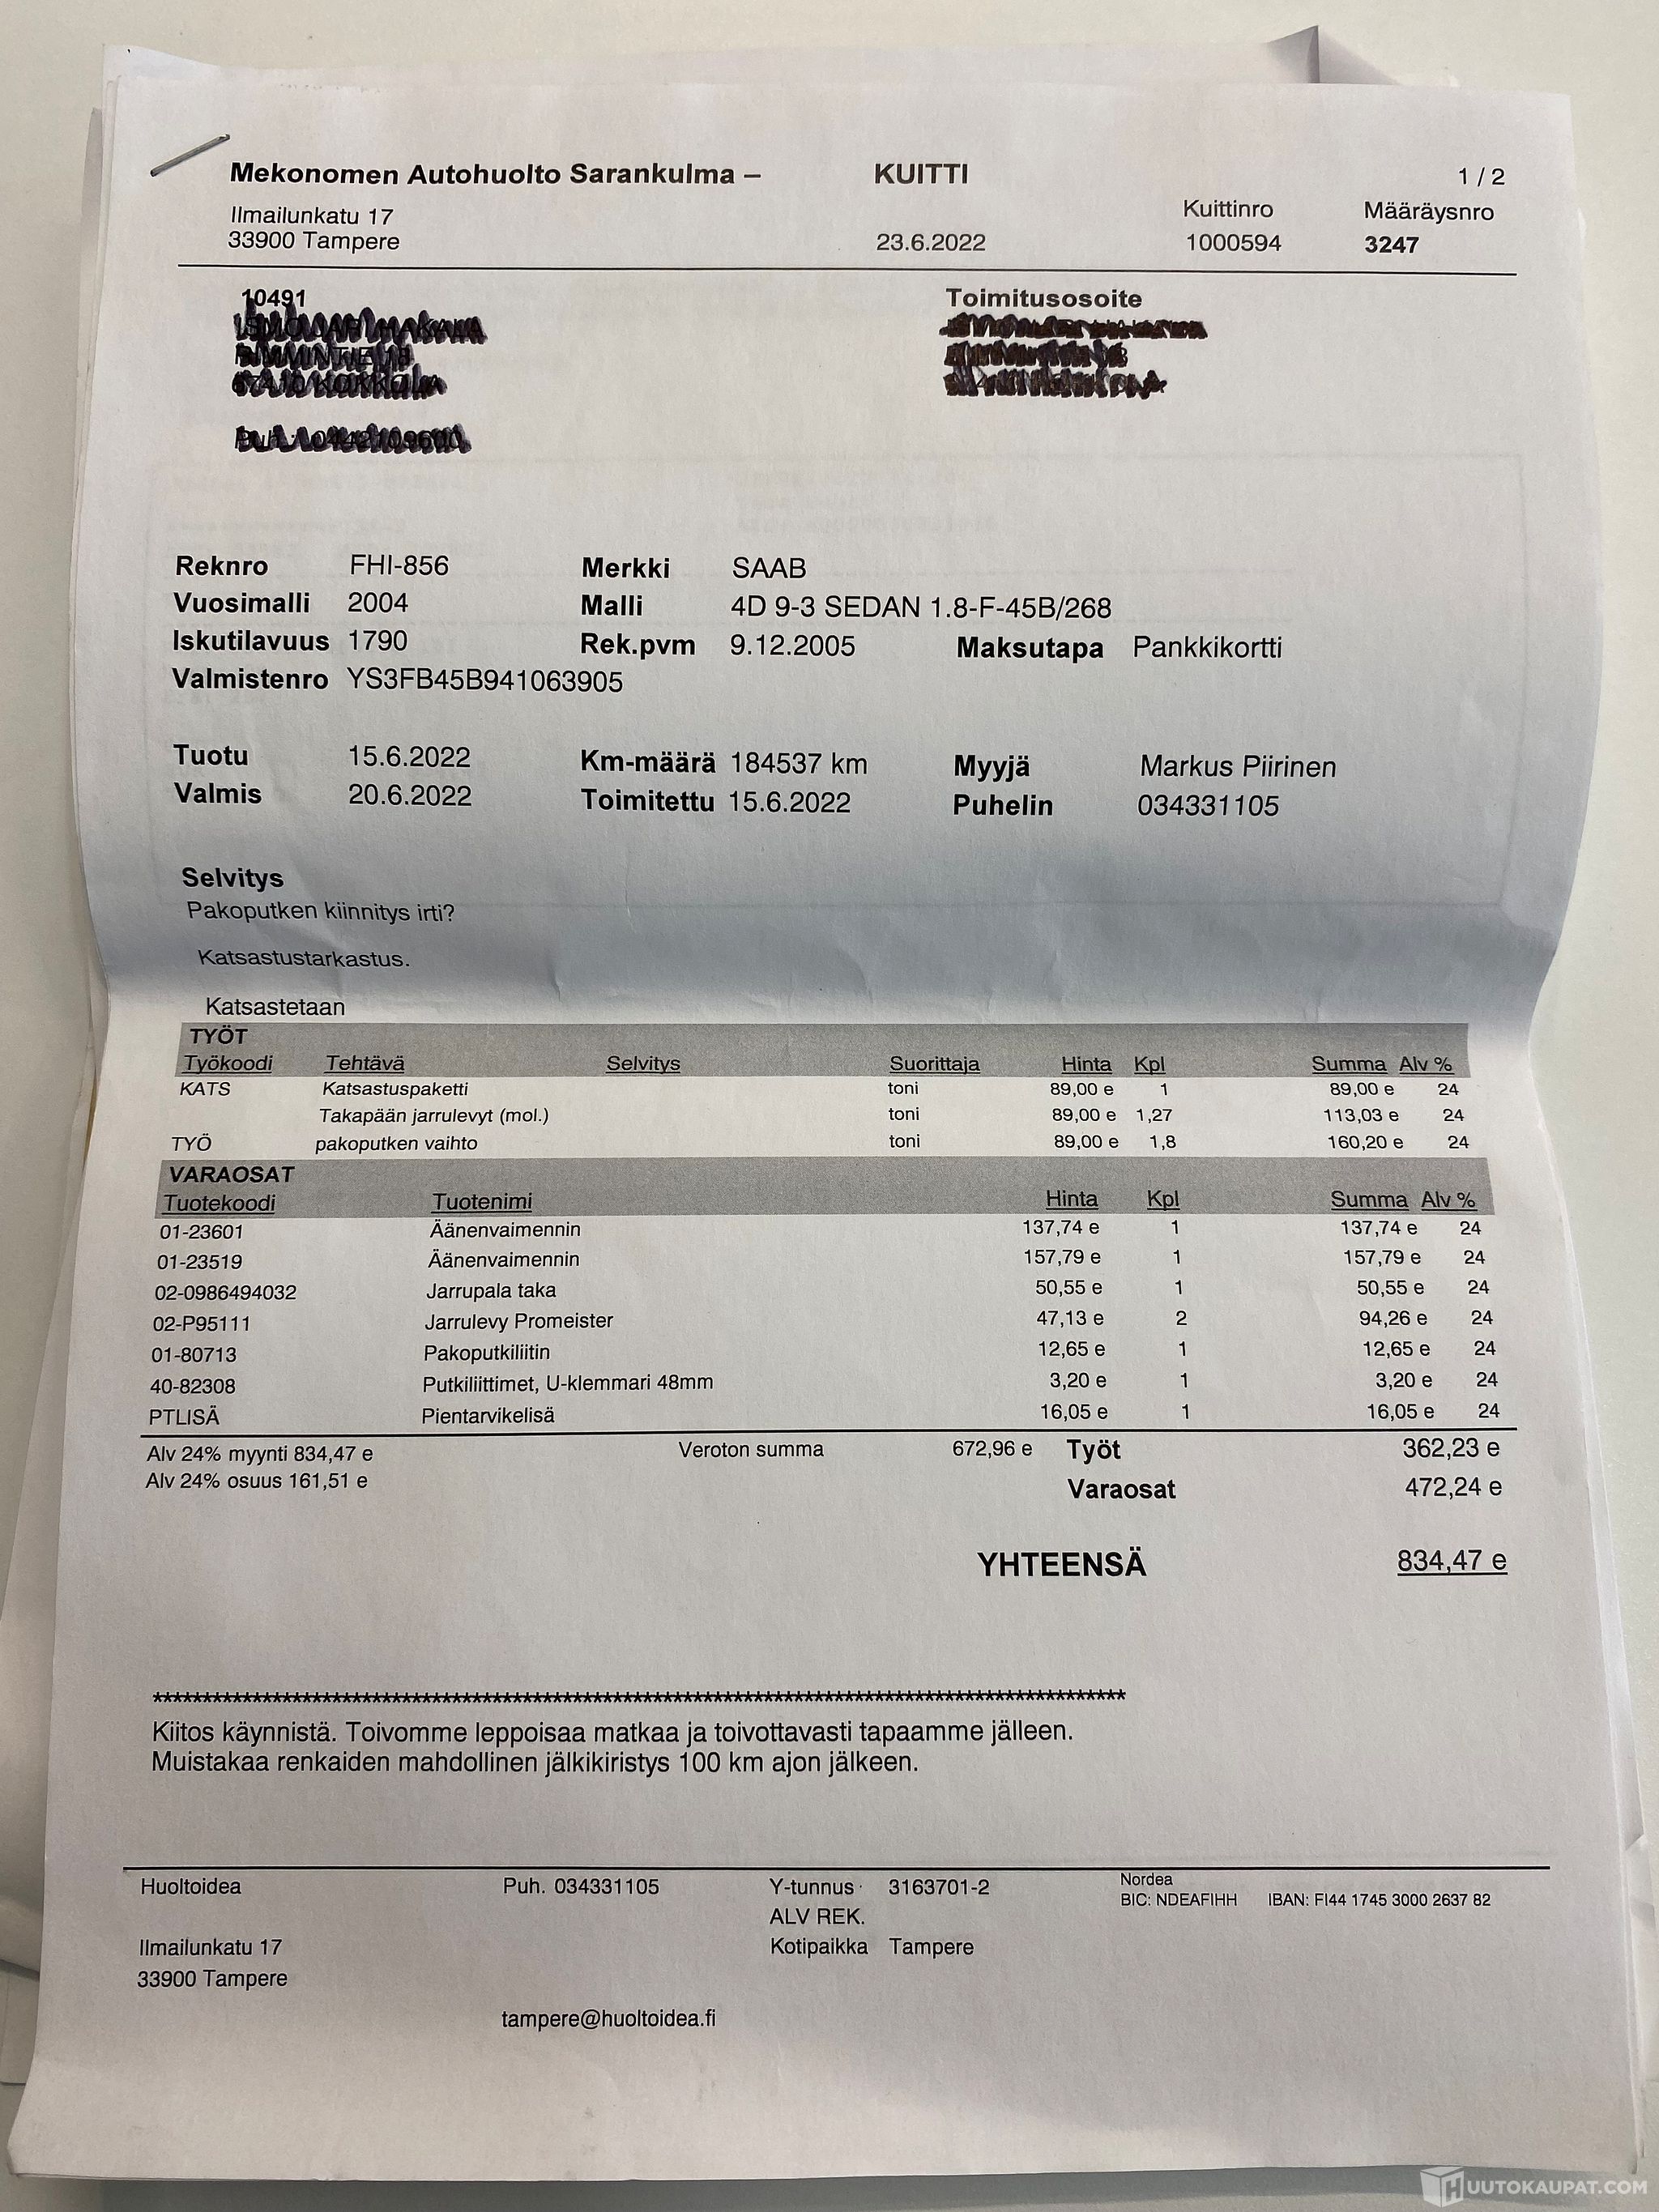 Mekonomen Autohuolto Sarankulma – KUITTI 1 / 2
Ilmailunkatu 17 Kuittinro Määräysnro
33900 Tampere 23.6.2022 1000594 3247
10491 Toimitusosoite
Reknro FHI-856 Merkki SAAB
Vuosimalli 2004 Malli 4D 9-3 SEDAN 1.8-F-45B/268
Iskutilavuus 1790 Rek.pvm 9.12.2005 Maksutapa Pankkikortti
Valmistenro YS3FB45B941063905
Tuotu 15.6.2022 Km-määrä 184537 km Myyjä Markus Piirinen
Valmis 20.6.2022 Toimitettu 15.6.2022 Puhelin 034331105
Selvitys
Pakoputken kiinnitys irti?
Katsastustarkastus.
Katsastetaan
TYÖT
Työkoodi Tehtävä Selvitys Suorittaja Hinta Kpl Summa Alv %
KATS Katsastuspaketti toni 89,00 e 1 89,00 e 24
Takapään jarrulevyt (mol.) toni 89,00 e 1,27 113,03 e 24
TYÖ pakoputken vaihto toni 89,00 e 1,8 160,20 e 24
VARAOSAT
Tuotekoodi Tuotenimi Hinta Kpl Summa Alv %
01-23601 Äänenvaimennin 137,74 e 1 137,74 e 24
01-23519 Äänenvaimennin 157,79 e 1 157,79 e 24
02-0986494032 Jarrupala taka 50,55 e 1 50,55 e 24
02-P95111 Jarrulevy Promeister 47,13 e 2 94,26 e 24
01-80713 Pakoputkiliitin 12,65 e 1 12,65 e 24
40-82308 Putkiliittimet, U-klemmari 48mm 3,20 e 1 3,20 e 24
PTLISÄ Pientarvikelisä 16,05 e 1 16,05 e 24
Alv 24% myynti 834,47 e Veroton summa 672,96 e Työt 362,23 e
Alv 24% osuus 161,51 e Varaosat 472,24 e
YHTEENSÄ 834,47 e
Kiitos käynnistä. Toivomme leppoisaa matkaa ja toivottavasti tapaamme jälleen.
Muistakaa renkaiden mahdollinen jälkikiristys 100 km ajon jälkeen.
Huoltoidea Puh. 034331105 Y-tunnus 3163701-2 Nordea
BIC: NDEAFIHH IBAN: FI44 1745 3000 2637 82
ALV REK.
Ilmailunkatu 17 Kotipaikka Tampere
33900 Tampere
tampere@huoltoidea.fi
HUUTOKAUPAT.COM